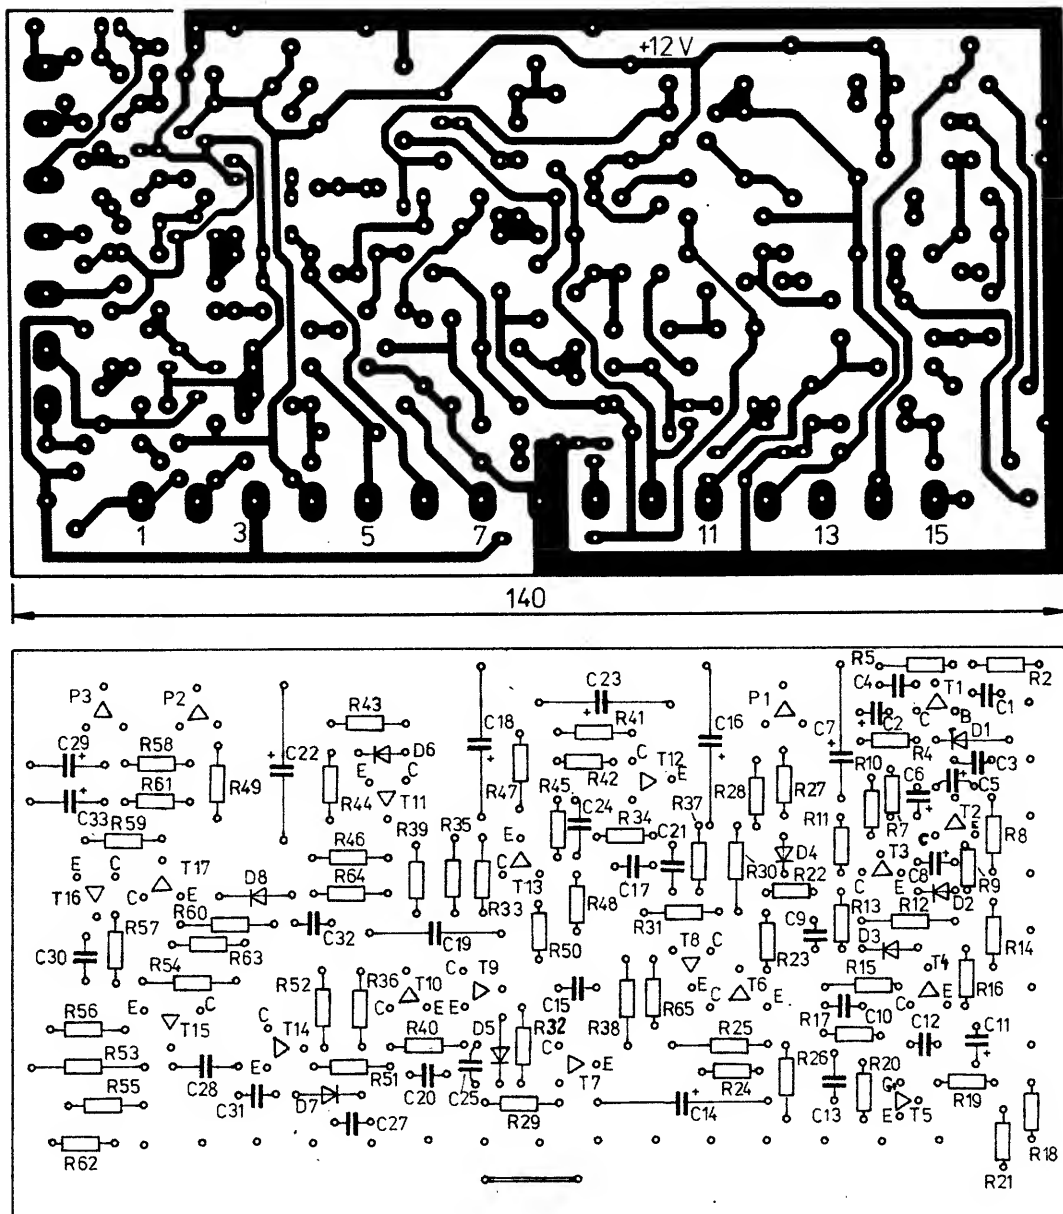 +12 V
1 3 5 7 11 13 15
140
R5 R2
P3 P2 R43 C23 P1 C4 T1 C1
C2 C B D1
C29 R58 C22 D6 C18 R41 C16 C7 R10 R4 C3
R61 R49 R44 E C T11 R47 R42 C T12 E R28 R27 C6 C5
C33 R59 R45 C24 R34 R37 R11 R7 T2 R8
E C T17 R46 R39 R35 E C21 D4 C T3 C8
T16 E D8 R64 C T13 C17 R30 R22 C E D2 R9
R57 R60 C32 R33 R48 R31 C9 R13 R12
C30 R63 C19 R50 T8 C R23 D3 R14
R54 R52 R36 T10 C T9 C15 E C T6 E R15 T4 R16
R56 E C C E E R38 R65 R17 C10 C E
T15 C T14 R40 D5 R32 C R25 C12 C11
R53 E R51 C20 C25 E T7 R24 R26 R20
R55 C28 C31 D7 C27 R29 C14 C13 E T5 R19
R62 R21 R18